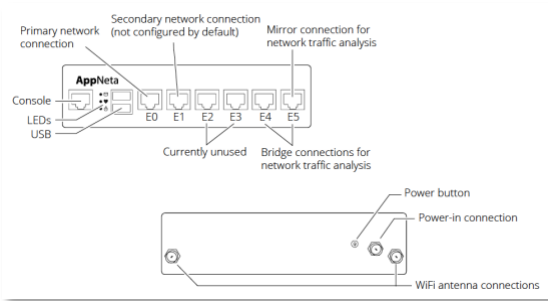 Secondary network connection
(not configured by default)
Primary network
connection
Mirror connection for
network traffic analysis
AppNeta
Console
LEDs
USB
E0 E1 E2 E3 E4 E5
Currently unused
Bridge connections for
network traffic analysis
Power button
Power-in connection
WiFi antenna connections